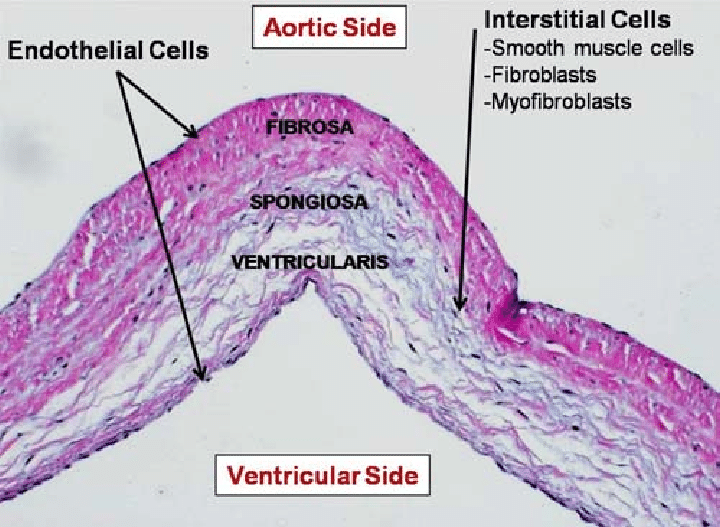 Aortic Side
Endothelial Cells
Interstitial Cells
-Smooth muscle cells
-Fibroblasts
-Myofibroblasts
FIBROSA
SPONGIOSA
VENTRICULARIS
Ventricular Side